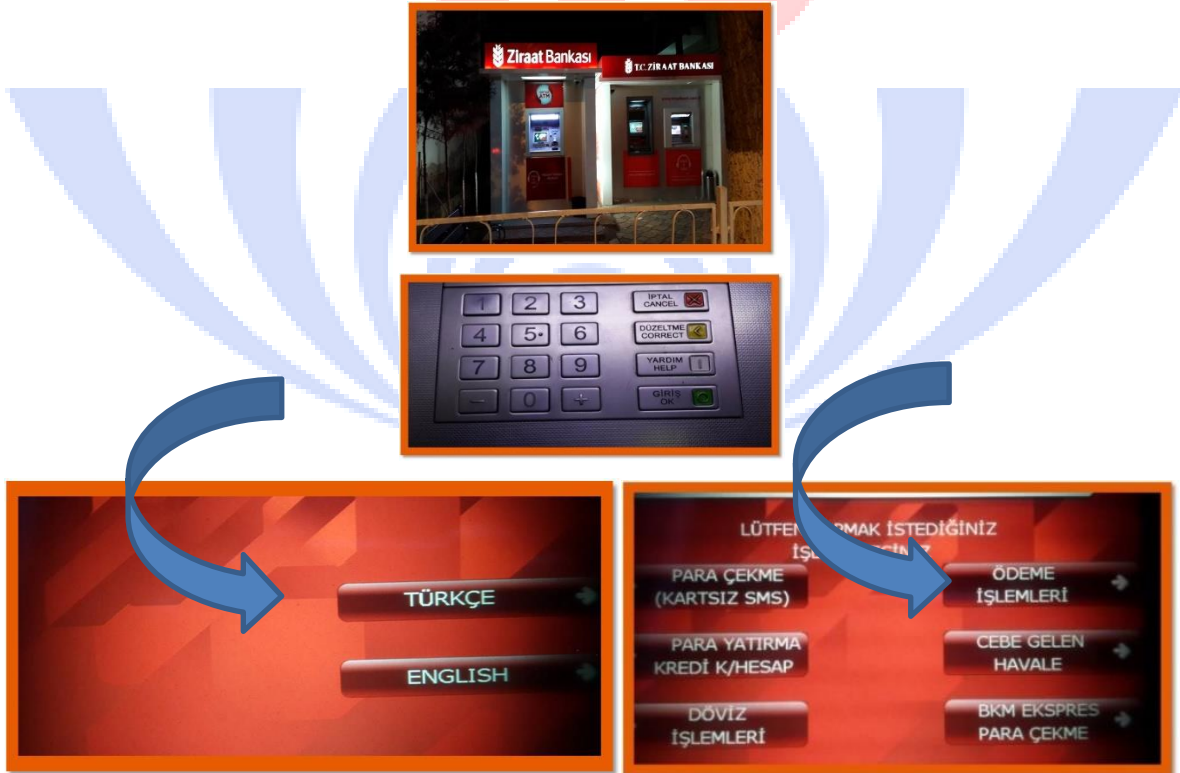 Ziraat Bankası
T.C. ZİRAAT BANKASI
ATM
1 2 3 İPTAL CANCEL
4 5 6 DÜZELTME CORRECT
7 8 9 YARDIM HELP
0 GİRİŞ OK
TÜRKÇE
ENGLISH
LÜTFEN İSTEDİĞİNİZ
PARA ÇEKME
(KARTSIZ SMS)
PARA YATIRMA
KREDİ K/HESAP
DÖVİZ
İŞLEMLERİ
ÖDEME
İŞLEMLERİ
CEBE GELEN
HAVALE
BKM EKSPRES
PARA ÇEKME